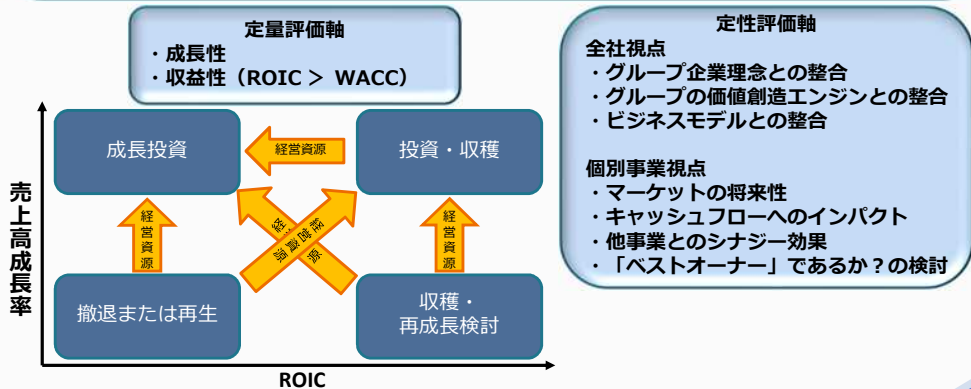 定量評価軸
・成長性
・収益性（ROIC > WACC）
定性評価軸
全社視点
・グループ企業理念との整合
・グループの価値創造エンジンとの整合
・ビジネスモデルとの整合
個別事業視点
・マーケットの将来性
・キャッシュフローへのインパクト
・他事業とのシナジー効果
・「ベストオーナー」であるか？の検討
売上高成長率
成長投資
経営資源
投資・収穫
経営資源
経営資源
経 源
経営資源
撤退または再生
収穫・
再成長検討
ROIC